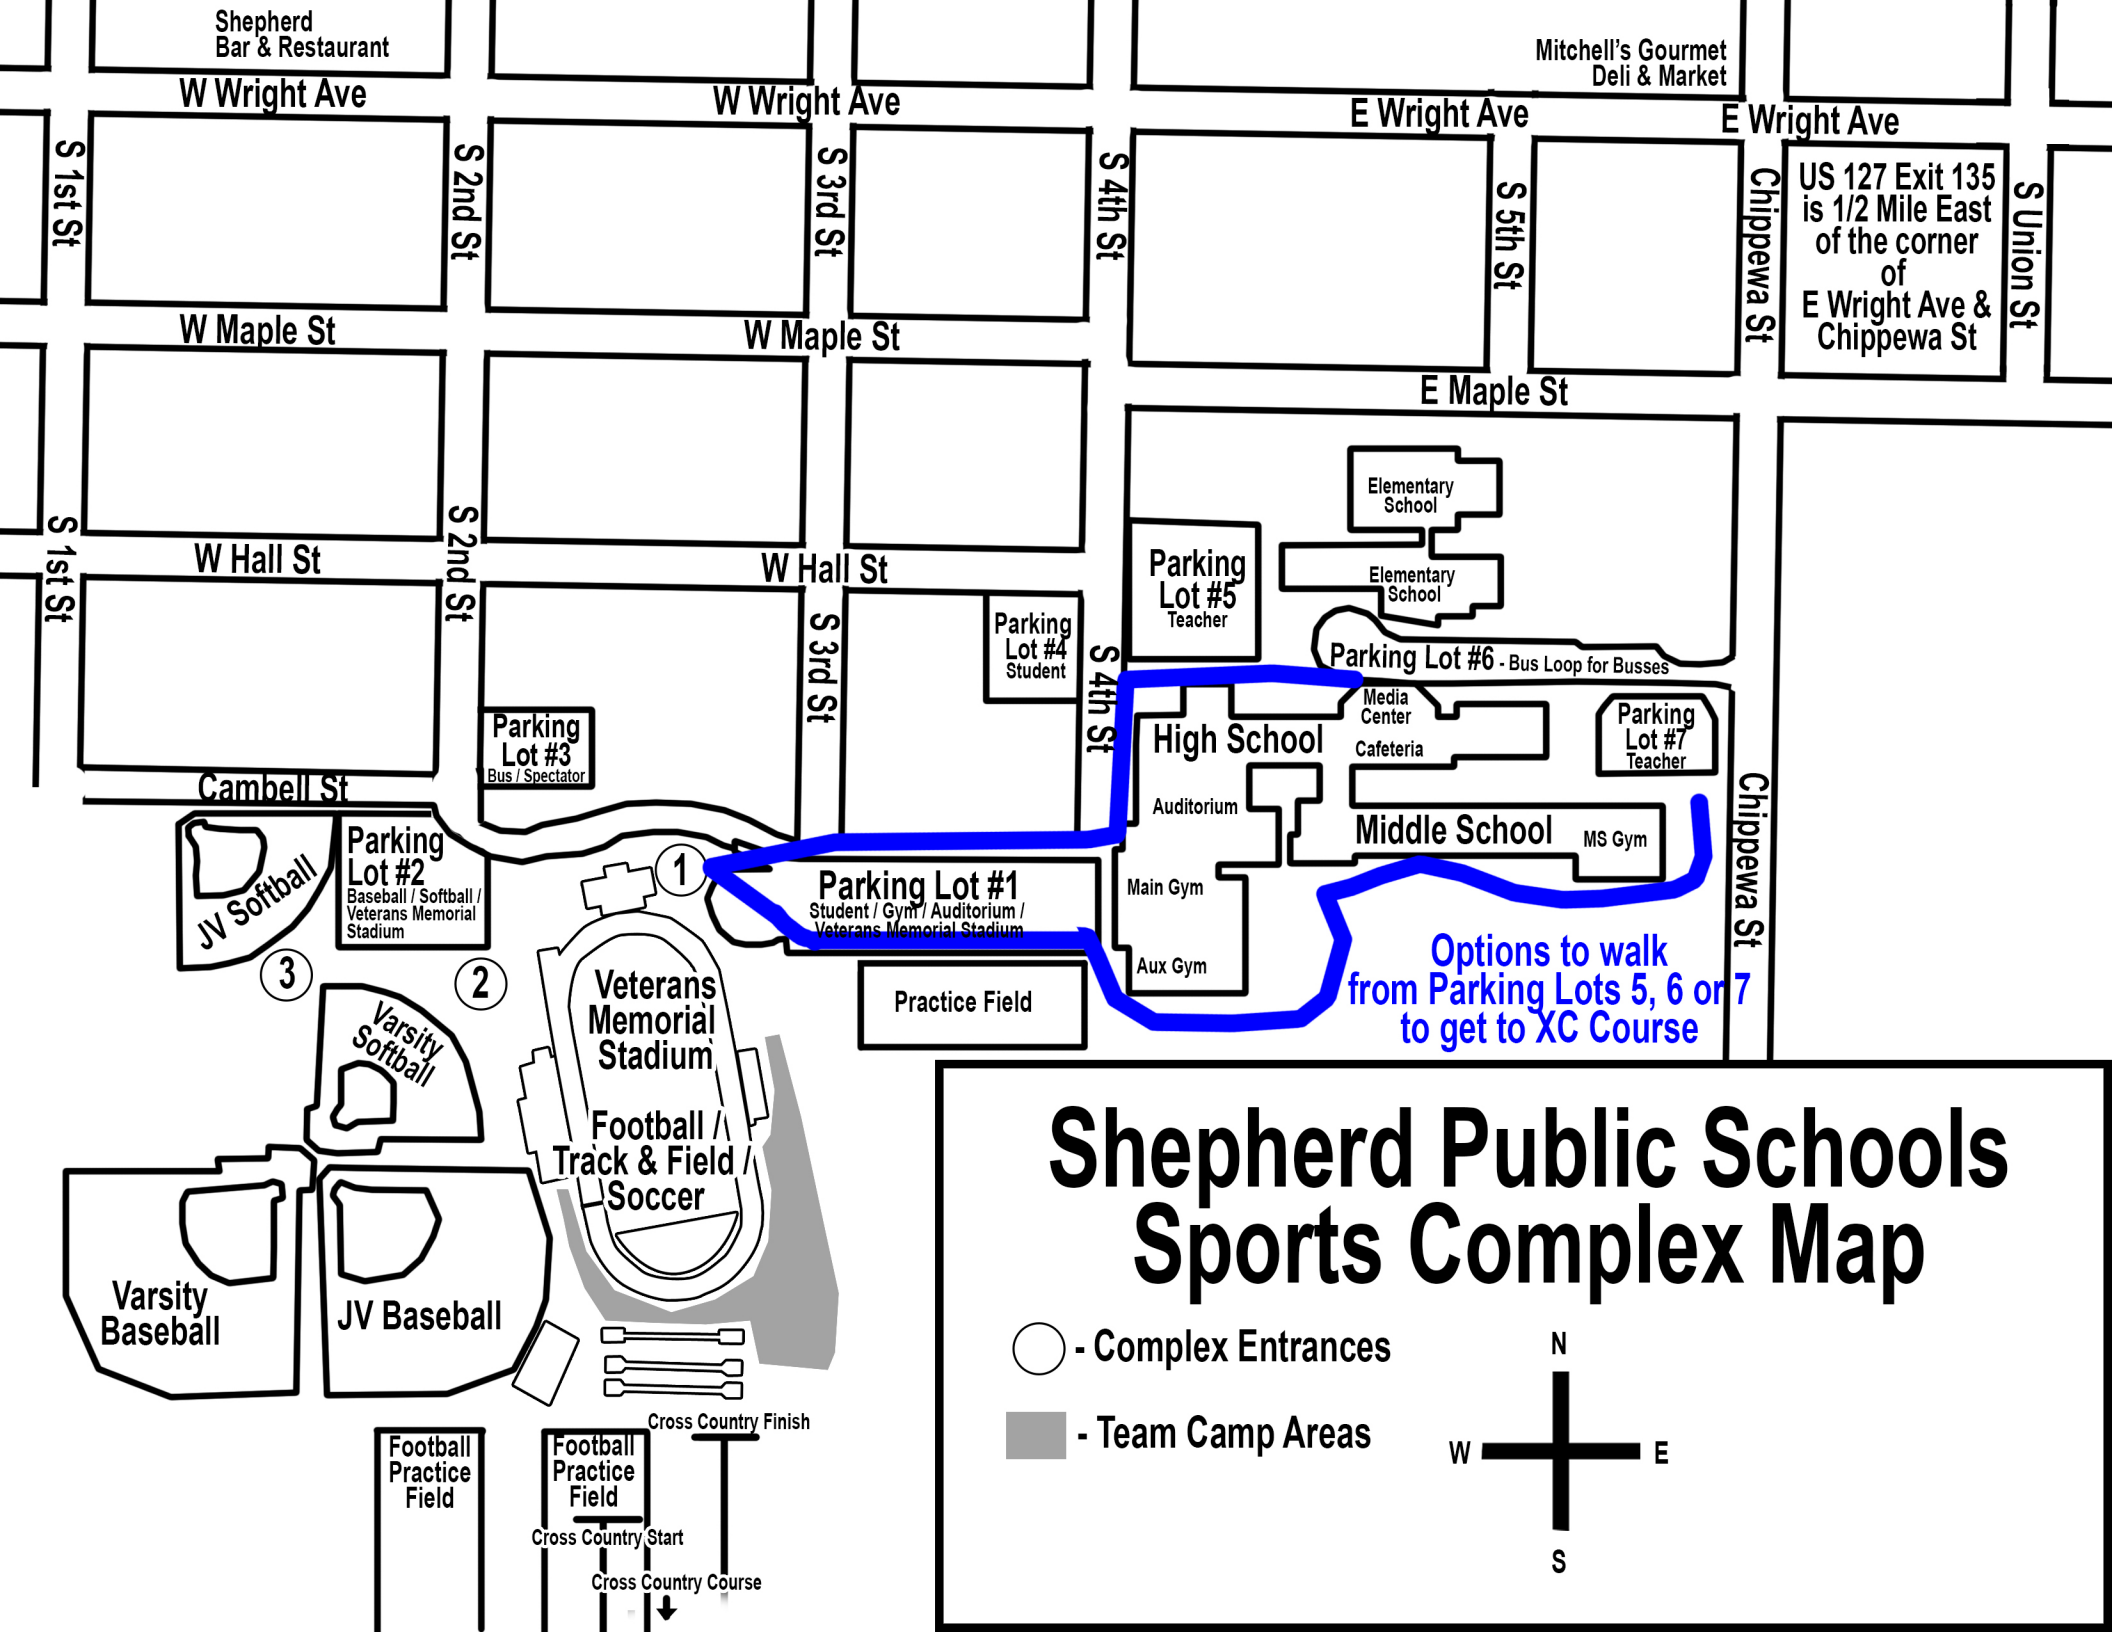 Shepherd
Bar & Restaurant
Mitchell's Gourmet
Deli & Market
W Wright Ave
W Wright Ave
E Wright Ave
E Wright Ave
S 1st St
S 2nd St
S 3rd St
S 4th St
S 5th St
Chippewa St
US 127 Exit 135
is 1/2 Mile East
of the corner
of
E Wright Ave &
Chippewa St
S Union St
W Maple St
W Maple St
E Maple St
Elementary
School
S 1st St
S 2nd St
W Hall St
W Hall St
Parking
Lot #5
Teacher
Elementary
School
S 3rd St
Parking
Lot #4
Student
S 4th St
Parking Lot #6 - Bus Loop for Busses
Media
Center
Cafeteria
High School
Parking
Lot #7
Teacher
Parking
Lot #3
Bus / Spectator
Cambell St
Chippewa St
Auditorium
Middle School
MS Gym
JV Softball
Parking
Lot #2
Baseball / Softball /
Veterans Memorial
Stadium
1
Parking Lot #1
Student / Gym / Auditorium /
Veterans Memorial Stadium
Main Gym
Aux Gym
3
2
Practice Field
Options to walk
from Parking Lots 5, 6 or 7
to get to XC Course
Varsity
Softball
Veterans
Memorial
Stadium
Football /
Track & Field /
Soccer
Varsity
Baseball
JV Baseball
Shepherd Public Schools
Sports Complex Map
- Complex Entrances
- Team Camp Areas
N
W
E
S
Cross Country Finish
Football
Practice
Field
Football
Practice
Field
Cross Country Start
Cross Country Course